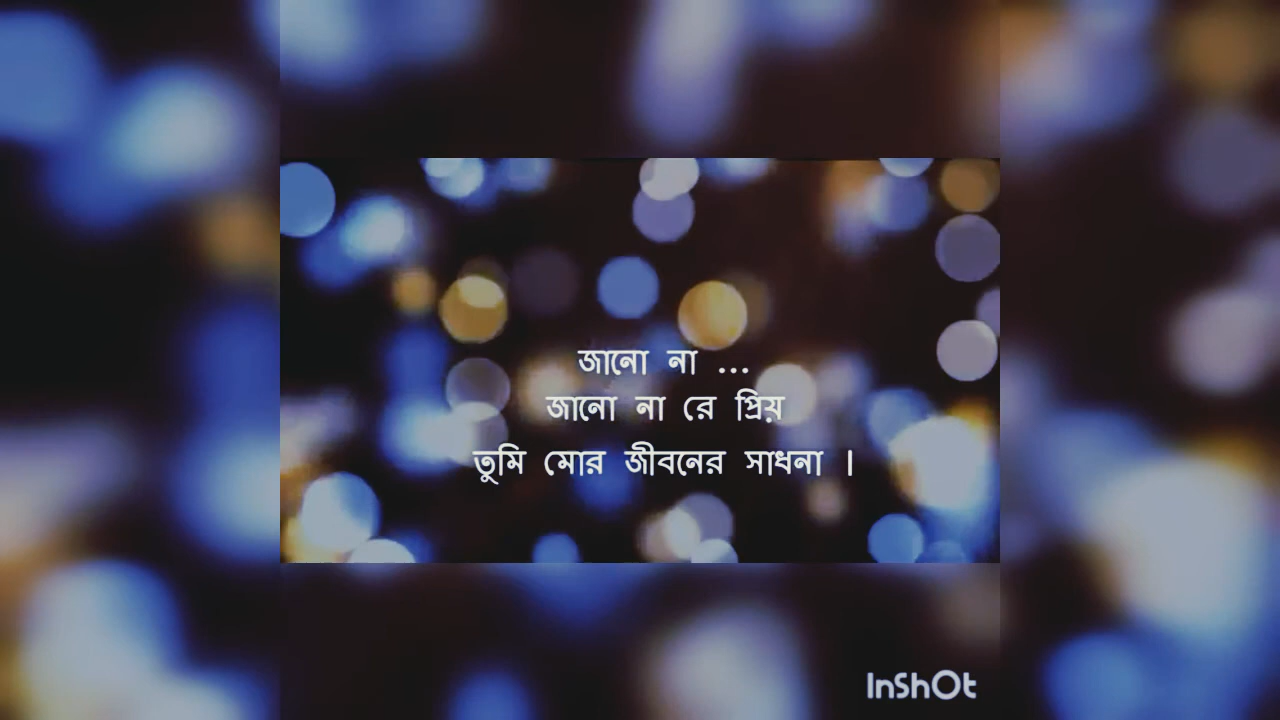 জানো না ...
জানো না রে প্রিয়
তুমি মোর জীবনের সাধনা ।
InShOt